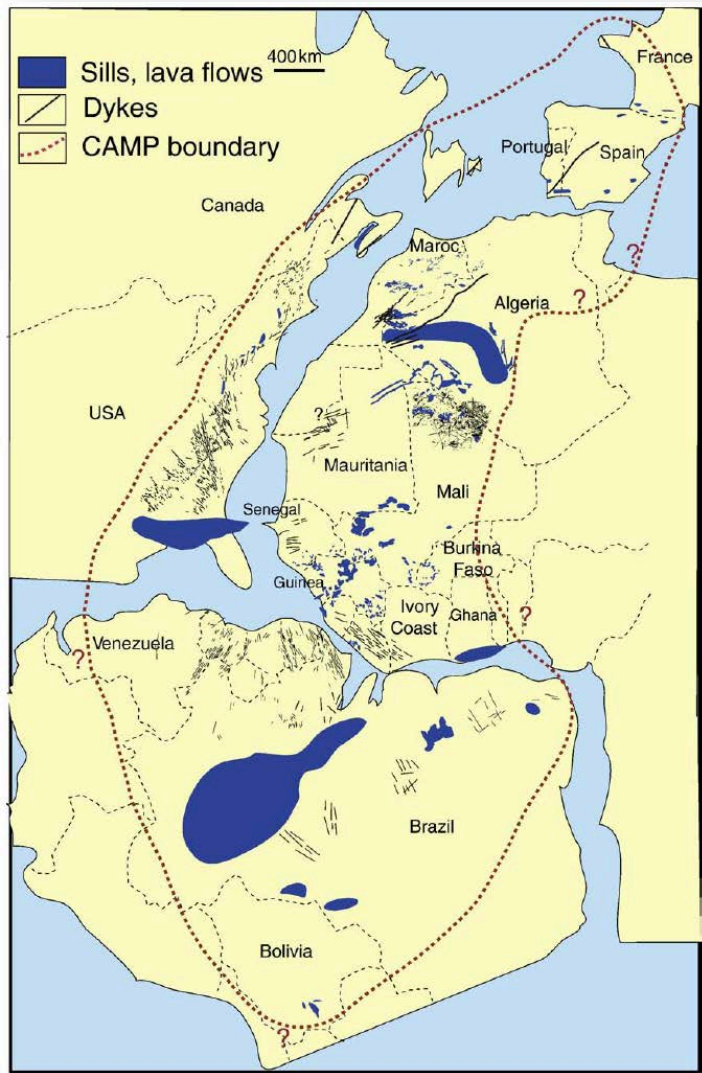 400km
Sills, lava flows
Dykes
CAMP boundary
France
Portugal
Spain
Canada
Maroc
?
?
Algeria
USA
?
Mauritania
Mali
Senegal
Burkina
Faso
Guinea
Ivory
Coast
Ghana
?
Venezuela
?
Brazil
Bolivia
?